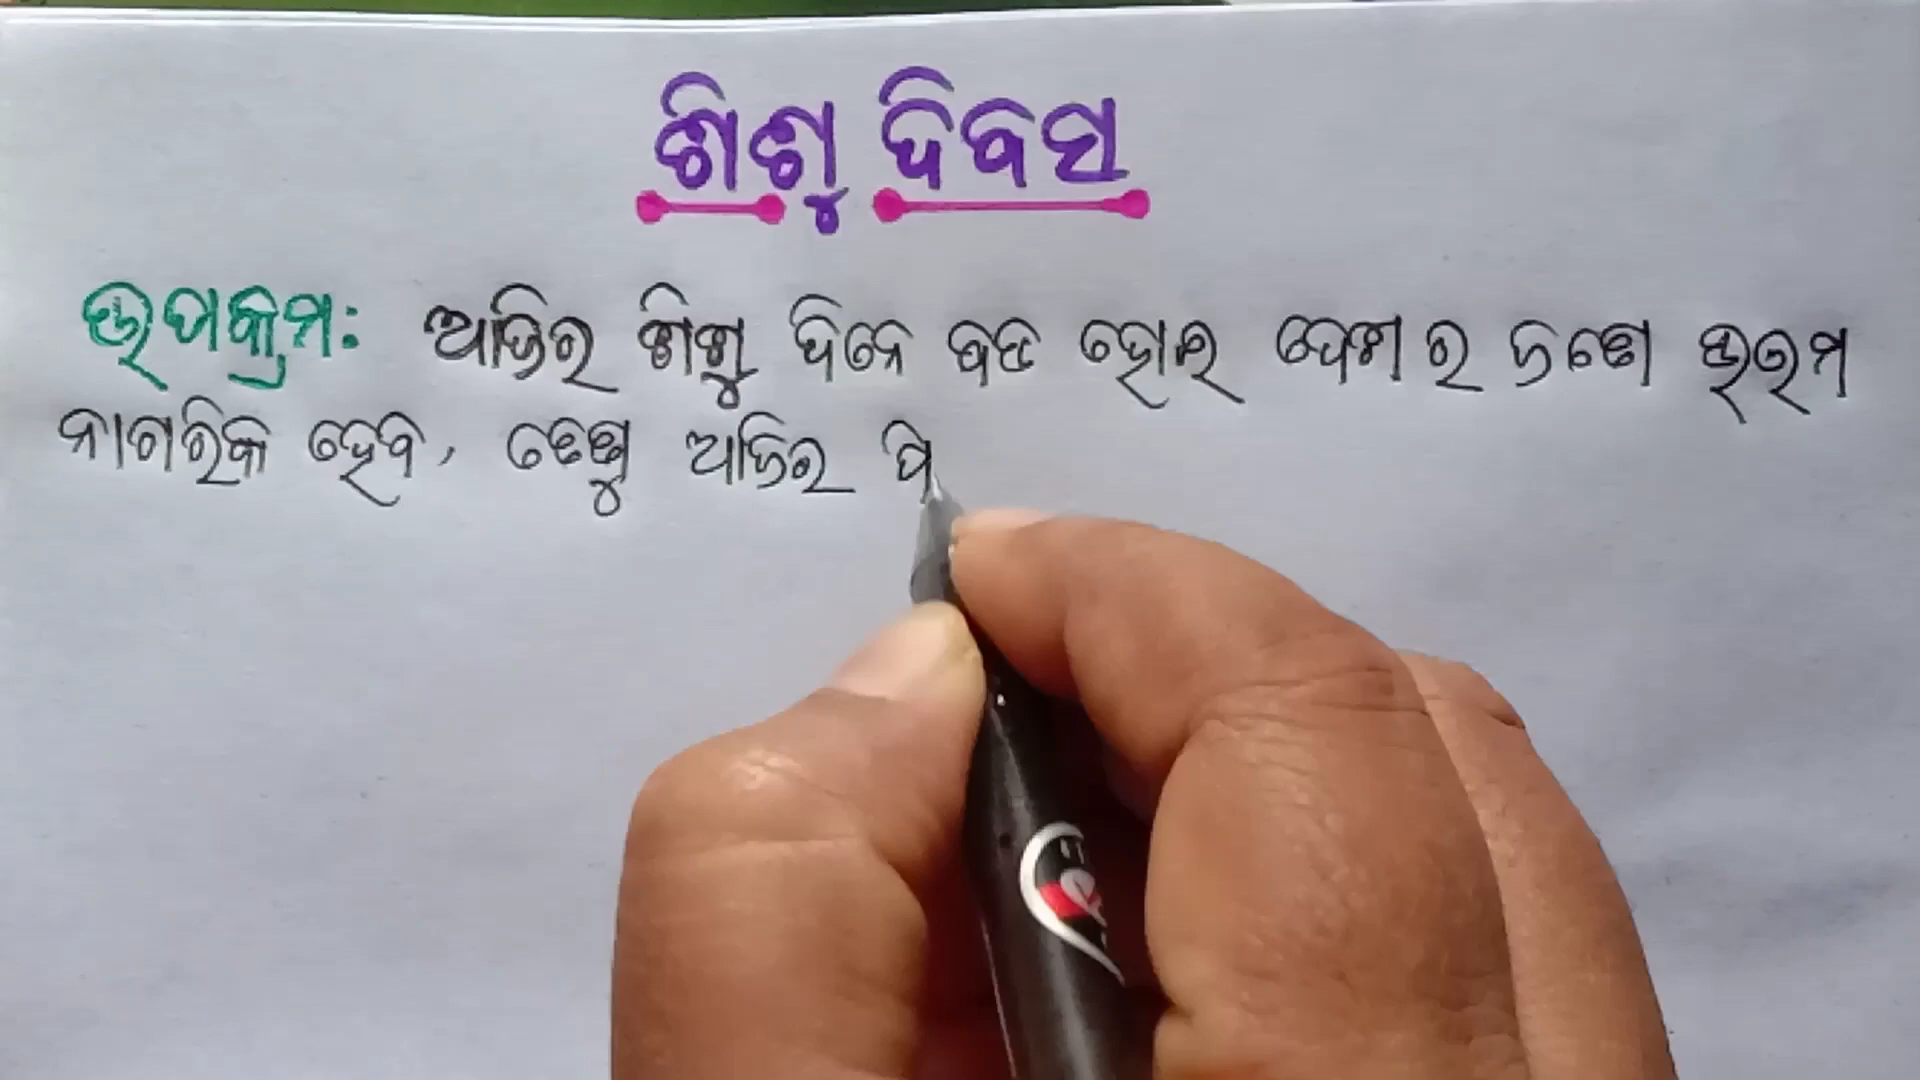 ଶିଶୁ ଦିବସ
ଉପକ୍ରମ: ଆଜିର ଶିଶୁ ଦିନେ ବଡ ହୋଇ ଦେଶର ଜଣେ ଉତ୍ତମ
ନାଗରିକ ହେବ, ତେଣୁ ଆଜିର ପି